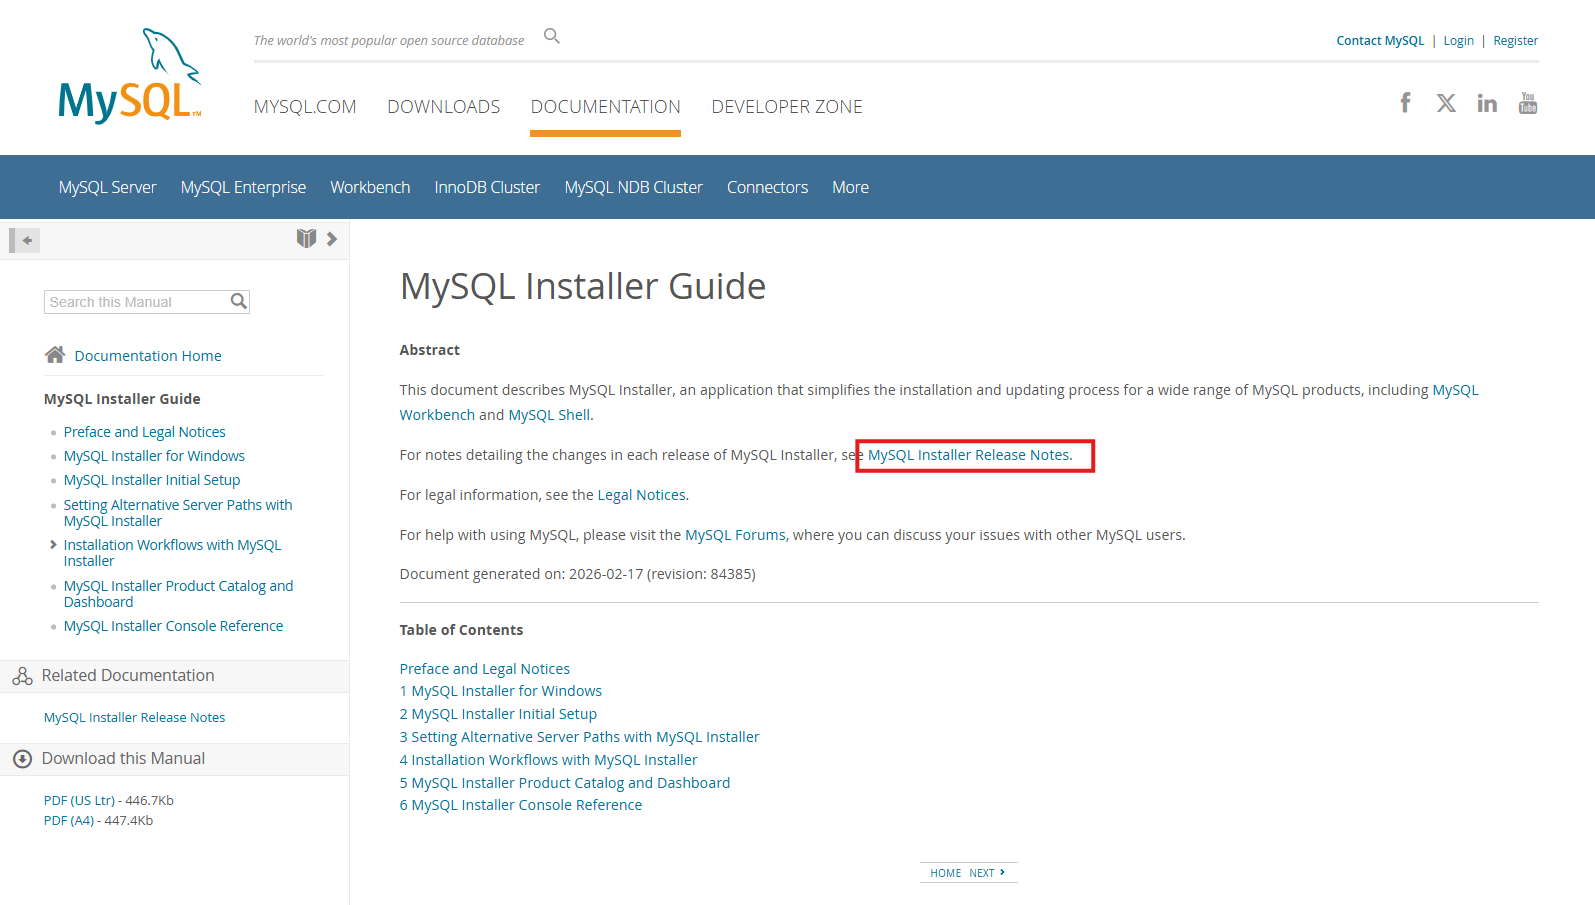 The world's most popular open source database
Contact MySQL | Login | Register
MySQL™
MYSQL.COM DOWNLOADS DOCUMENTATION DEVELOPER ZONE
You Tube
MySQL Server MySQL Enterprise Workbench InnoDB Cluster MySQL NDB Cluster Connectors More
Search this Manual
Documentation Home
MySQL Installer Guide
Preface and Legal Notices
MySQL Installer for Windows
MySQL Installer Initial Setup
Setting Alternative Server Paths with
MySQL Installer
Installation Workflows with MySQL
Installer
MySQL Installer Product Catalog and
Dashboard
MySQL Installer Console Reference
Related Documentation
MySQL Installer Release Notes
Download this Manual
PDF (US Ltr) - 446.7Kb
PDF (A4) - 447.4Kb
MySQL Installer Guide
Abstract
This document describes MySQL Installer, an application that simplifies the installation and updating process for a wide range of MySQL products, including MySQL
Workbench and MySQL Shell.
For notes detailing the changes in each release of MySQL Installer, see MySQL Installer Release Notes.
For legal information, see the Legal Notices.
For help with using MySQL, please visit the MySQL Forums, where you can discuss your issues with other MySQL users.
Document generated on: 2026-02-17 (revision: 84385)
Table of Contents
Preface and Legal Notices
1 MySQL Installer for Windows
2 MySQL Installer Initial Setup
3 Setting Alternative Server Paths with MySQL Installer
4 Installation Workflows with MySQL Installer
5 MySQL Installer Product Catalog and Dashboard
6 MySQL Installer Console Reference
HOME NEXT